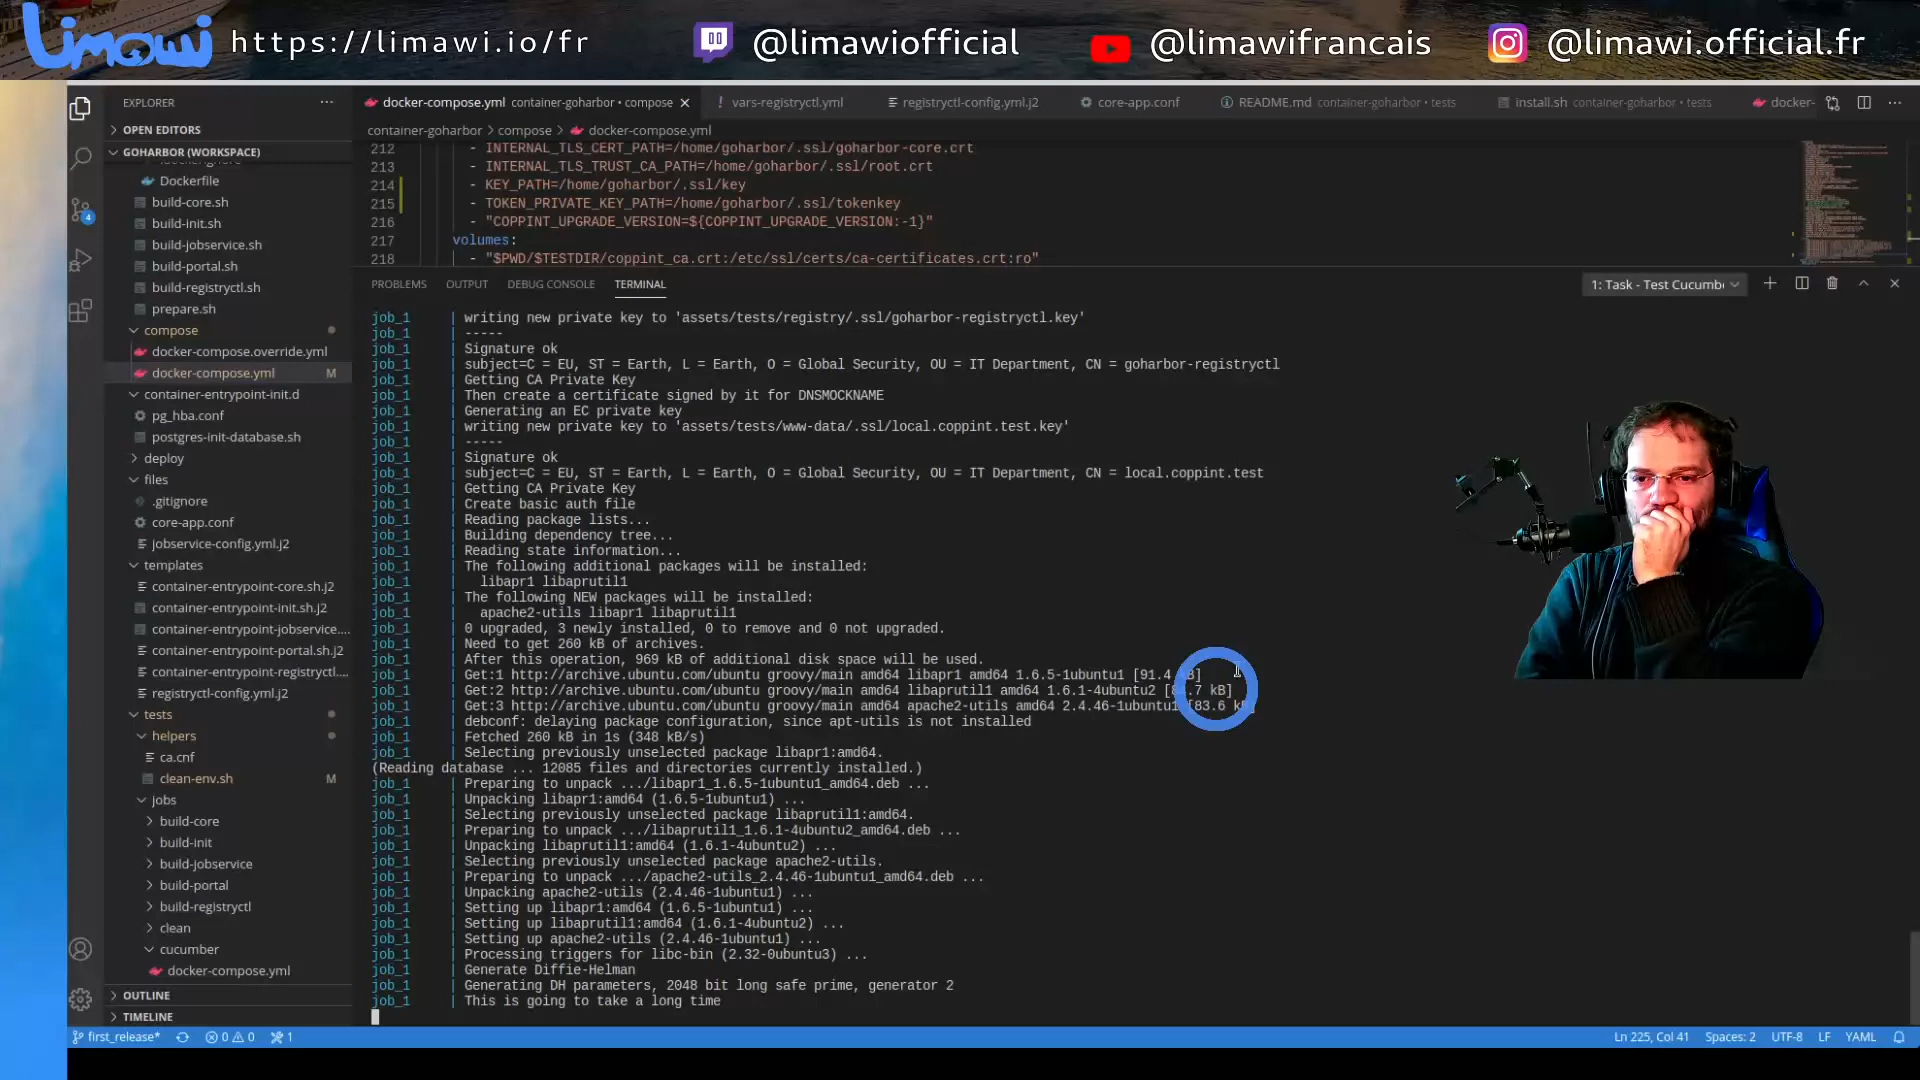 Limawi https://limawi.io/fr @limawiofficial @limawifrancais @limawi.official.fr
EXPLORER
OPEN EDITORS
GOHARBOR (WORKSPACE)
Dockerfile
build-core.sh
build-init.sh
build-jobservice.sh
build-portal.sh
build-registryctl.sh
prepare.sh
compose
docker-compose.override.yml
docker-compose.yml M
container-entrypoint-init.d
pg_hba.conf
postgres-init-database.sh
deploy
files
.gitignore
core-app.conf
jobservice-config.yml.j2
templates
container-entrypoint-core.sh.j2
container-entrypoint-init.sh.j2
container-entrypoint-jobservice....
container-entrypoint-portal.sh.j2
container-entrypoint-registryctl....
registryctl-config.yml.j2
tests
helpers
ca.cnf
clean-env.sh M
jobs
build-core
build-init
build-jobservice
build-portal
build-registryctl
clean
cucumber
docker-compose.yml
OUTLINE
TIMELINE
4
docker-compose.yml container-goharbor • compose vars-registryctl.yml registryctl-config.yml.j2 core-app.conf README.md container-goharbor • tests install.sh container-goharbor • tests docker-
container-goharbor > compose > docker-compose.yml
212 - INTERNAL_TLS_CERT_PATH=/home/goharbor/.ssl/goharbor-core.crt
213 - INTERNAL_TLS_TRUST_CA_PATH=/home/goharbor/.ssl/root.crt
214 - KEY_PATH=/home/goharbor/.ssl/key
215 - TOKEN_PRIVATE_KEY_PATH=/home/goharbor/.ssl/tokenkey
216 - "COPPINT_UPGRADE_VERSION=${COPPINT_UPGRADE_VERSION:-1}"
217 volumes:
218 - "$PWD/$TESTDIR/coppint_ca.crt:/etc/ssl/certs/ca-certificates.crt:ro"
PROBLEMS OUTPUT DEBUG CONSOLE TERMINAL 1: Task - Test Cucumb
job_1 | writing new private key to 'assets/tests/registry/.ssl/goharbor-registryctl.key'
job_1 | -----
job_1 | Signature ok
job_1 | subject=C = EU, ST = Earth, L = Earth, O = Global Security, OU = IT Department, CN = goharbor-registryctl
job_1 | Getting CA Private Key
job_1 | Then create a certificate signed by it for DNSMOCKNAME
job_1 | Generating an EC private key
job_1 | writing new private key to 'assets/tests/www-data/.ssl/local.coppint.test.key'
job_1 | -----
job_1 | Signature ok
job_1 | subject=C = EU, ST = Earth, L = Earth, O = Global Security, OU = IT Department, CN = local.coppint.test
job_1 | Getting CA Private Key
job_1 | Create basic auth file
job_1 | Reading package lists...
job_1 | Building dependency tree...
job_1 | Reading state information...
job_1 | The following additional packages will be installed:
job_1 | libapr1 libaprutil1
job_1 | The following NEW packages will be installed:
job_1 | apache2-utils libapr1 libaprutil1
job_1 | 0 upgraded, 3 newly installed, 0 to remove and 0 not upgraded.
job_1 | Need to get 260 kB of archives.
job_1 | After this operation, 969 kB of additional disk space will be used.
job_1 | Get:1 http://archive.ubuntu.com/ubuntu groovy/main amd64 libapr1 amd64 1.6.5-1ubuntu1 [91.4 kB]
job_1 | Get:2 http://archive.ubuntu.com/ubuntu groovy/main amd64 libaprutil1 amd64 1.6.1-4ubuntu2 kB]
job_1 | Get:3 http://archive.ubuntu.com/ubuntu groovy/main amd64 apache2-utils amd64 2.4.46-1ubuntu1 [83.6 kB]
job_1 | debconf: delaying package configuration, since apt-utils is not installed
job_1 | Fetched 260 kB in 1s (348 kB/s)
job_1 | Selecting previously unselected package libapr1:amd64.
(Reading database ... 12085 files and directories currently installed.)
job_1 | Preparing to unpack .../libapr1_1.6.5-1ubuntu1_amd64.deb ...
job_1 | Unpacking libapr1:amd64 (1.6.5-1ubuntu1) ...
job_1 | Selecting previously unselected package libaprutil1:amd64.
job_1 | Preparing to unpack .../libaprutil1_1.6.1-4ubuntu2_amd64.deb ...
job_1 | Unpacking libaprutil1:amd64 (1.6.1-4ubuntu2) ...
job_1 | Selecting previously unselected package apache2-utils.
job_1 | Preparing to unpack .../apache2-utils_2.4.46-1ubuntu1_amd64.deb ...
job_1 | Unpacking apache2-utils (2.4.46-1ubuntu1) ...
job_1 | Setting up libapr1:amd64 (1.6.5-1ubuntu1) ...
job_1 | Setting up libaprutil1:amd64 (1.6.1-4ubuntu2) ...
job_1 | Setting up apache2-utils (2.4.46-1ubuntu1) ...
job_1 | Processing triggers for libc-bin (2.32-0ubuntu3) ...
job_1 | Generate Diffie-Helman
job_1 | Generating DH parameters, 2048 bit long safe prime, generator 2
job_1 | This is going to take a long time
first_release* 0 0 1 Ln 225, Col 41 Spaces: 2 UTF-8 LF YAML